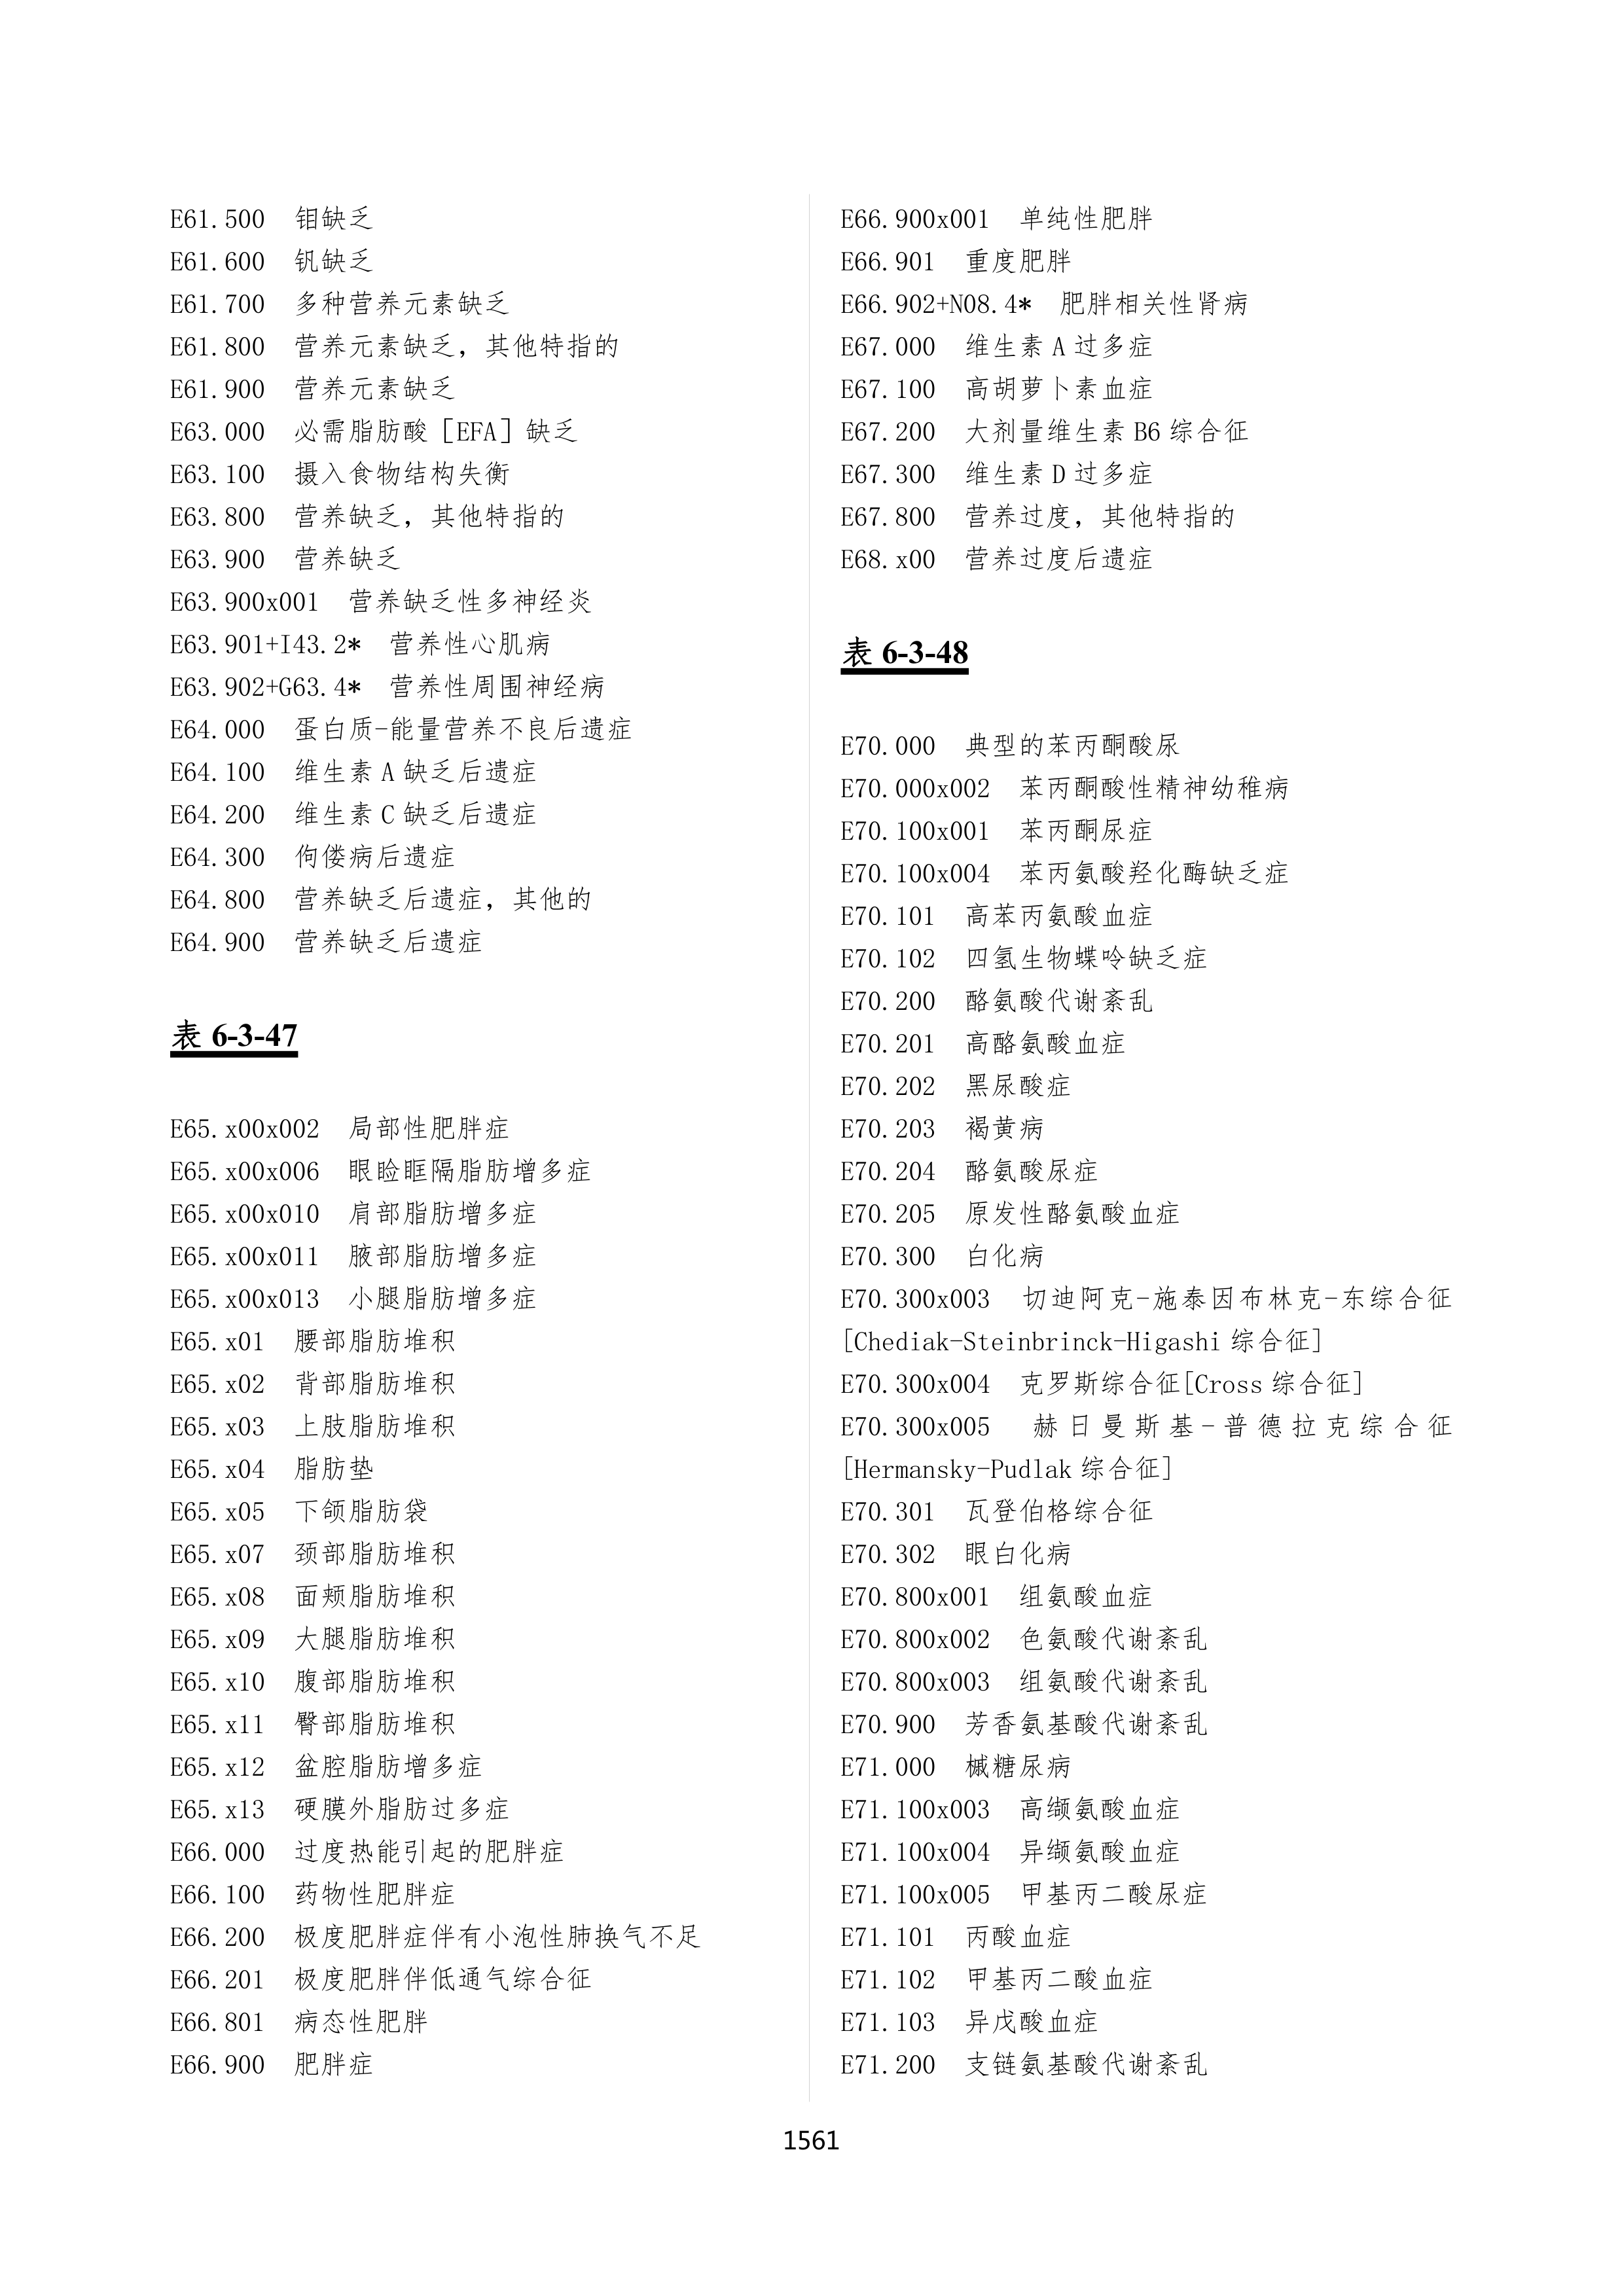 E61.500 钼缺乏
E61.600 钒缺乏
E61.700 多种营养元素缺乏
E61.800 营养元素缺乏，其他特指的
E61.900 营养元素缺乏
E63.000 必需脂肪酸［EFA］缺乏
E63.100 摄入食物结构失衡
E63.800 营养缺乏，其他特指的
E63.900 营养缺乏
E63.900x001 营养缺乏性多神经炎
E63.901+I43.2* 营养性心肌病
E63.902+G63.4* 营养性周围神经病
E64.000 蛋白质-能量营养不良后遗症
E64.100 维生素 A 缺乏后遗症
E64.200 维生素 C 缺乏后遗症
E64.300 佝偻病后遗症
E64.800 营养缺乏后遗症，其他的
E64.900 营养缺乏后遗症
表 6-3-47
E65.x00x002 局部性肥胖症
E65.x00x006 眼睑眶隔脂肪增多症
E65.x00x010 肩部脂肪增多症
E65.x00x011 腋部脂肪增多症
E65.x00x013 小腿脂肪增多症
E65.x01 腰部脂肪堆积
E65.x02 背部脂肪堆积
E65.x03 上肢脂肪堆积
E65.x04 脂肪垫
E65.x05 下颌脂肪袋
E65.x07 颈部脂肪堆积
E65.x08 面颊脂肪堆积
E65.x09 大腿脂肪堆积
E65.x10 腹部脂肪堆积
E65.x11 臀部脂肪堆积
E65.x12 盆腔脂肪增多症
E65.x13 硬膜外脂肪过多症
E66.000 过度热能引起的肥胖症
E66.100 药物性肥胖症
E66.200 极度肥胖症伴有小泡性肺换气不足
E66.201 极度肥胖伴低通气综合征
E66.801 病态性肥胖
E66.900 肥胖症
E66.900x001 单纯性肥胖
E66.901 重度肥胖
E66.902+N08.4* 肥胖相关性肾病
E67.000 维生素 A 过多症
E67.100 高胡萝卜素血症
E67.200 大剂量维生素 B6 综合征
E67.300 维生素 D 过多症
E67.800 营养过度，其他特指的
E68.x00 营养过度后遗症
表 6-3-48
E70.000 典型的苯丙酮酸尿
E70.000x002 苯丙酮酸性精神幼稚病
E70.100x001 苯丙酮尿症
E70.100x004 苯丙氨酸羟化酶缺乏症
E70.101 高苯丙氨酸血症
E70.102 四氢生物蝶呤缺乏症
E70.200 酪氨酸代谢紊乱
E70.201 高酪氨酸血症
E70.202 黑尿酸症
E70.203 褐黄病
E70.204 酪氨酸尿症
E70.205 原发性酪氨酸血症
E70.300 白化病
E70.300x003 切迪阿克-施泰因布林克-东综合征
[Chediak-Steinbrinck-Higashi 综合征]
E70.300x004 克罗斯综合征[Cross 综合征]
E70.300x005 赫日曼斯基-普德拉克综合征
[Hermansky-Pudlak 综合征]
E70.301 瓦登伯格综合征
E70.302 眼白化病
E70.800x001 组氨酸血症
E70.800x002 色氨酸代谢紊乱
E70.800x003 组氨酸代谢紊乱
E70.900 芳香氨基酸代谢紊乱
E71.000 槭糖尿病
E71.100x003 高缬氨酸血症
E71.100x004 异缬氨酸血症
E71.100x005 甲基丙二酸尿症
E71.101 丙酸血症
E71.102 甲基丙二酸血症
E71.103 异戊酸血症
E71.200 支链氨基酸代谢紊乱
1561